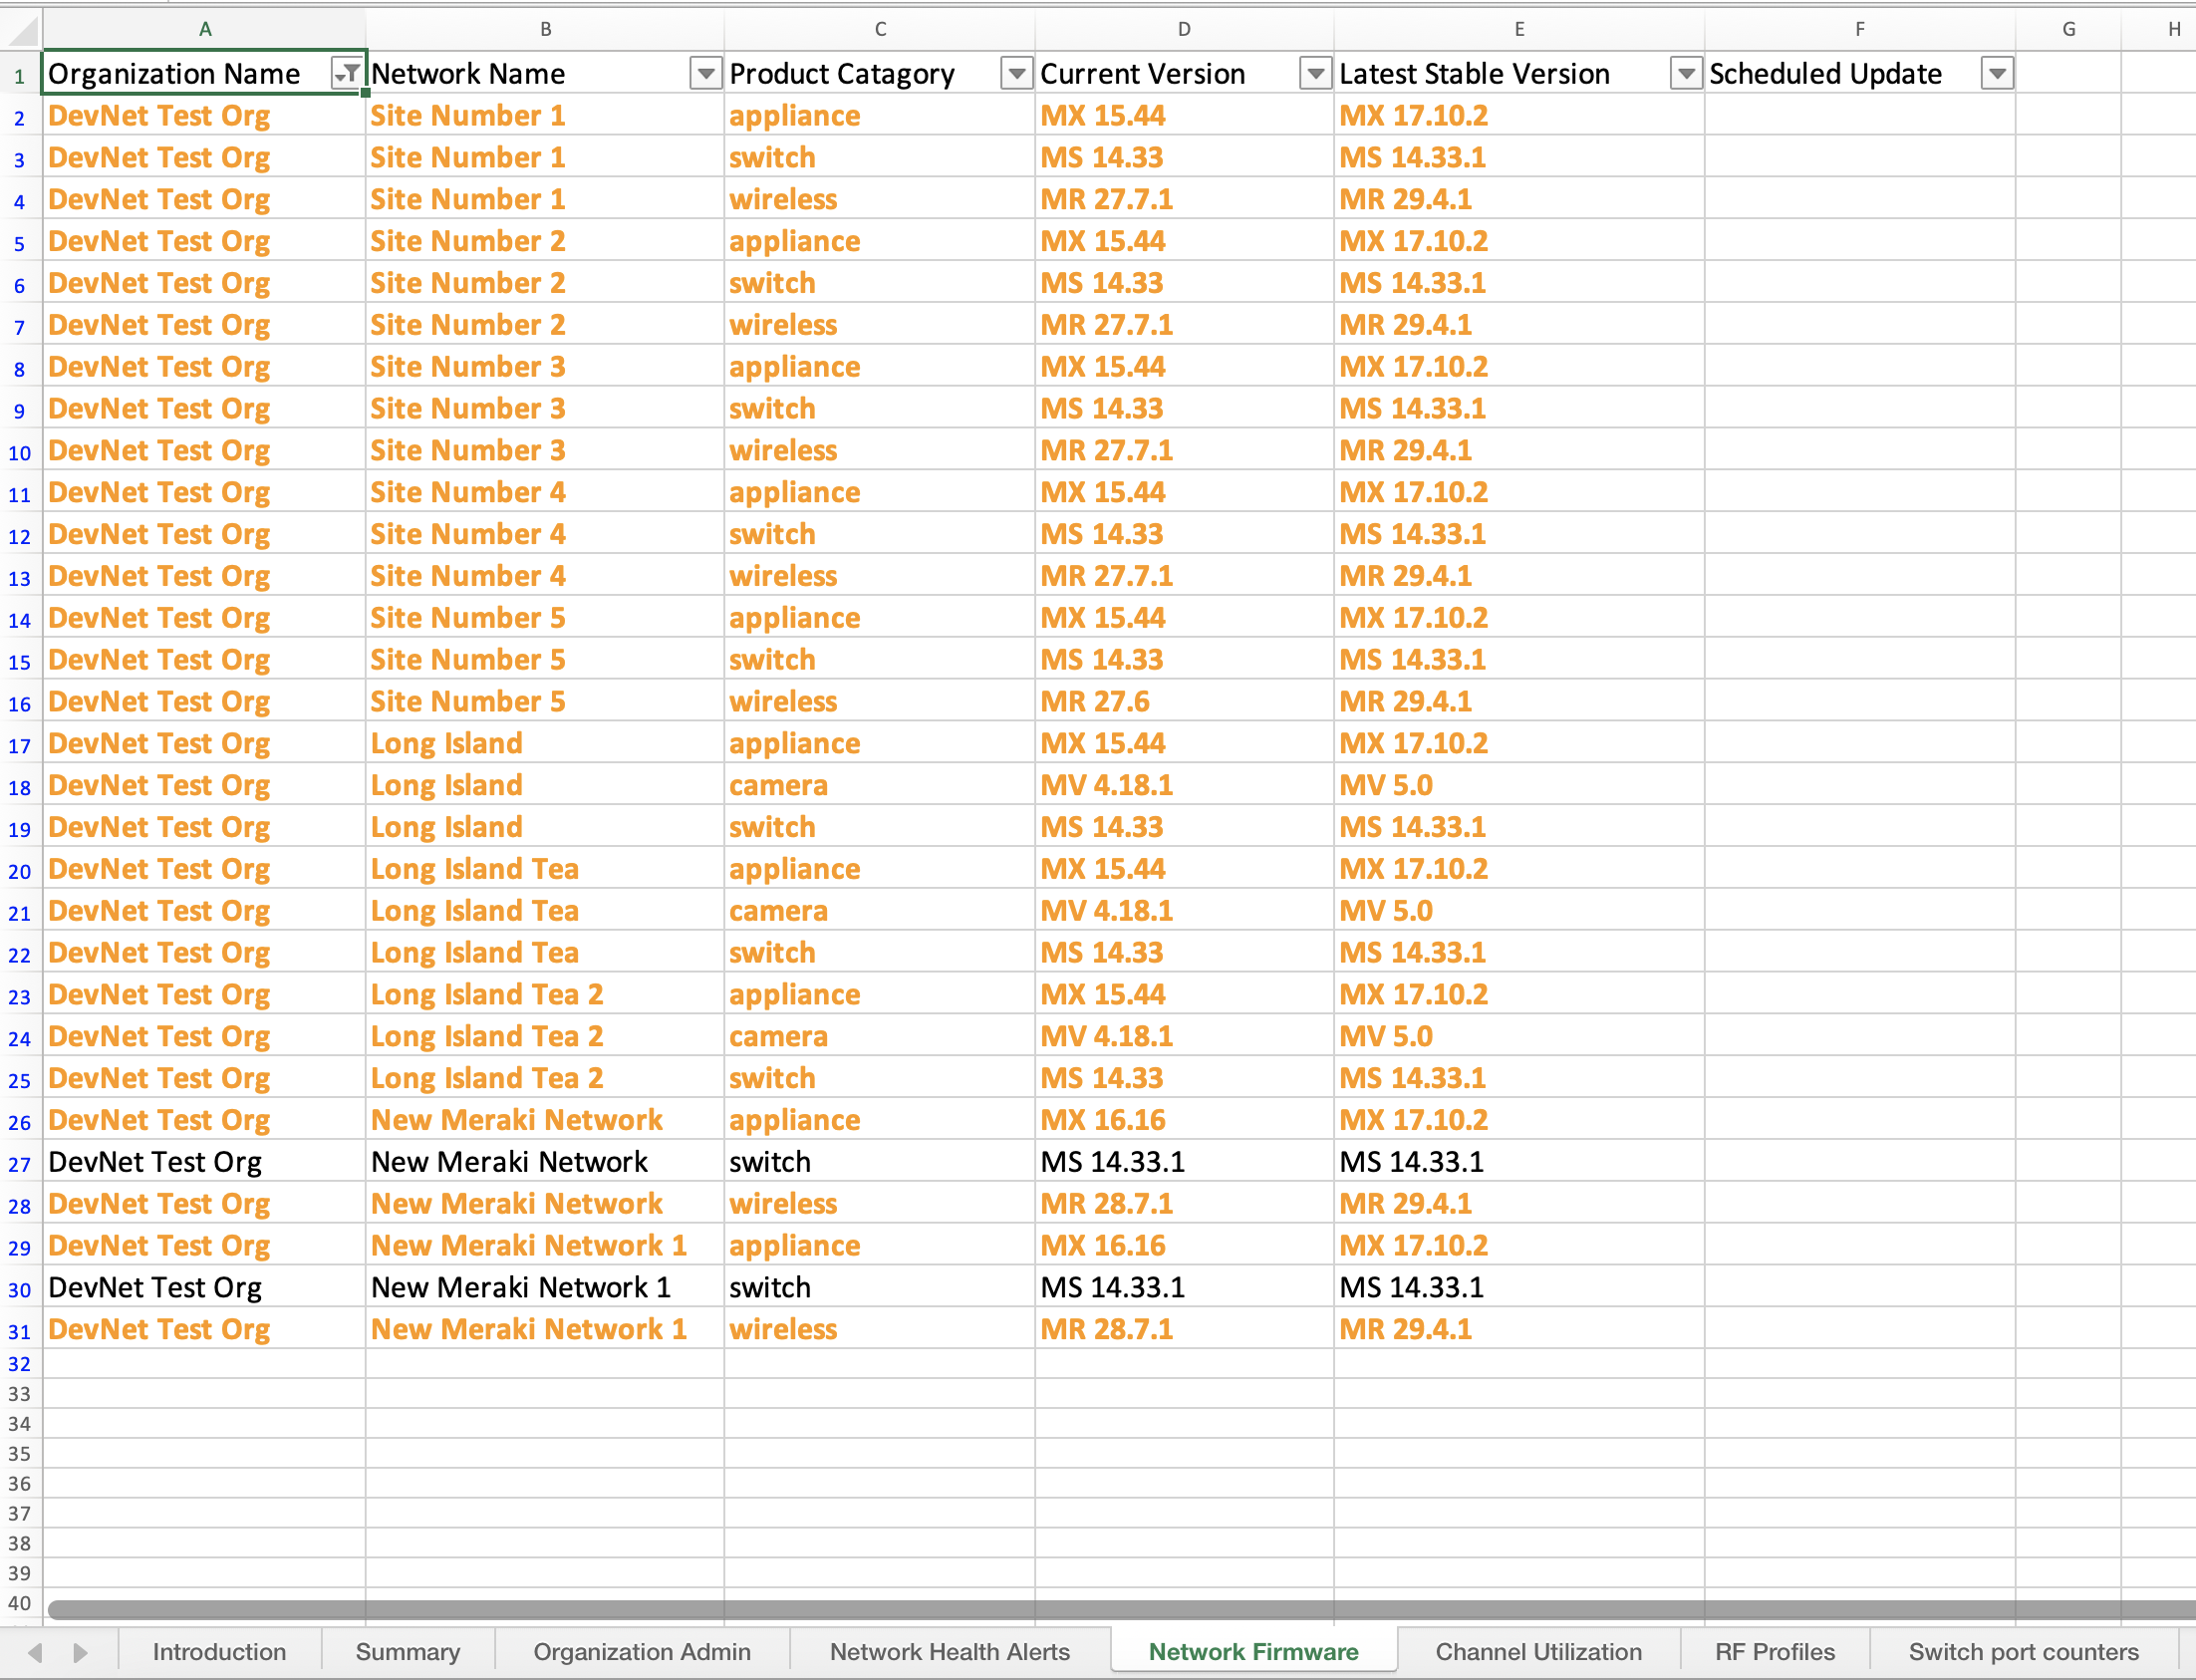 A B C D E F G H
1 Organization Name Network Name Product Catagory Current Version Latest Stable Version Scheduled Update
2 DevNet Test Org Site Number 1 appliance MX 15.44 MX 17.10.2
3 DevNet Test Org Site Number 1 switch MS 14.33 MS 14.33.1
4 DevNet Test Org Site Number 1 wireless MR 27.7.1 MR 29.4.1
5 DevNet Test Org Site Number 2 appliance MX 15.44 MX 17.10.2
6 DevNet Test Org Site Number 2 switch MS 14.33 MS 14.33.1
7 DevNet Test Org Site Number 2 wireless MR 27.7.1 MR 29.4.1
8 DevNet Test Org Site Number 3 appliance MX 15.44 MX 17.10.2
9 DevNet Test Org Site Number 3 switch MS 14.33 MS 14.33.1
10 DevNet Test Org Site Number 3 wireless MR 27.7.1 MR 29.4.1
11 DevNet Test Org Site Number 4 appliance MX 15.44 MX 17.10.2
12 DevNet Test Org Site Number 4 switch MS 14.33 MS 14.33.1
13 DevNet Test Org Site Number 4 wireless MR 27.7.1 MR 29.4.1
14 DevNet Test Org Site Number 5 appliance MX 15.44 MX 17.10.2
15 DevNet Test Org Site Number 5 switch MS 14.33 MS 14.33.1
16 DevNet Test Org Site Number 5 wireless MR 27.6 MR 29.4.1
17 DevNet Test Org Long Island appliance MX 15.44 MX 17.10.2
18 DevNet Test Org Long Island camera MV 4.18.1 MV 5.0
19 DevNet Test Org Long Island switch MS 14.33 MS 14.33.1
20 DevNet Test Org Long Island Tea appliance MX 15.44 MX 17.10.2
21 DevNet Test Org Long Island Tea camera MV 4.18.1 MV 5.0
22 DevNet Test Org Long Island Tea switch MS 14.33 MS 14.33.1
23 DevNet Test Org Long Island Tea 2 appliance MX 15.44 MX 17.10.2
24 DevNet Test Org Long Island Tea 2 camera MV 4.18.1 MV 5.0
25 DevNet Test Org Long Island Tea 2 switch MS 14.33 MS 14.33.1
26 DevNet Test Org New Meraki Network appliance MX 16.16 MX 17.10.2
27 DevNet Test Org New Meraki Network switch MS 14.33.1 MS 14.33.1
28 DevNet Test Org New Meraki Network wireless MR 28.7.1 MR 29.4.1
29 DevNet Test Org New Meraki Network 1 appliance MX 16.16 MX 17.10.2
30 DevNet Test Org New Meraki Network 1 switch MS 14.33.1 MS 14.33.1
31 DevNet Test Org New Meraki Network 1 wireless MR 28.7.1 MR 29.4.1
32
33
34
35
36
37
38
39
40
Introduction Summary Organization Admin Network Health Alerts Network Firmware Channel Utilization RF Profiles Switch port counters